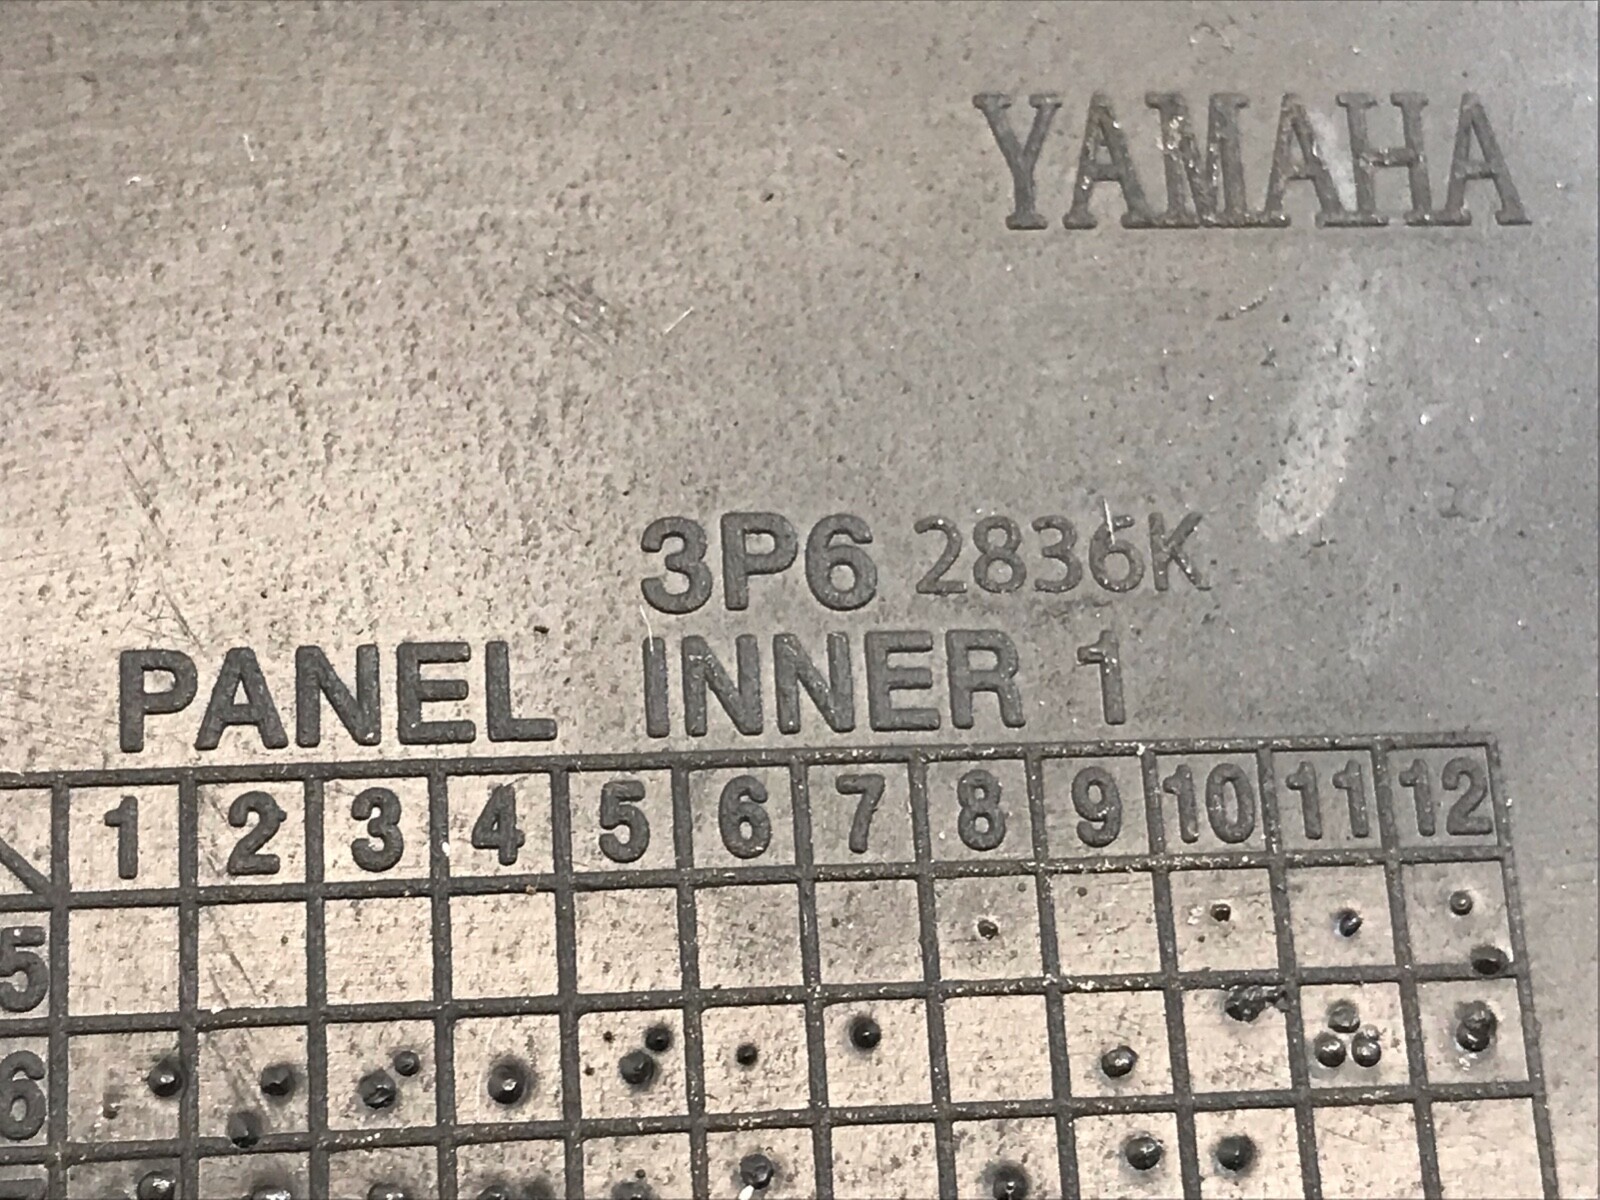 YAMAHA
3P6 2836K
PANEL INNER 1
1 2 3 4 5 6 7 8 9 10 11 12
5
6